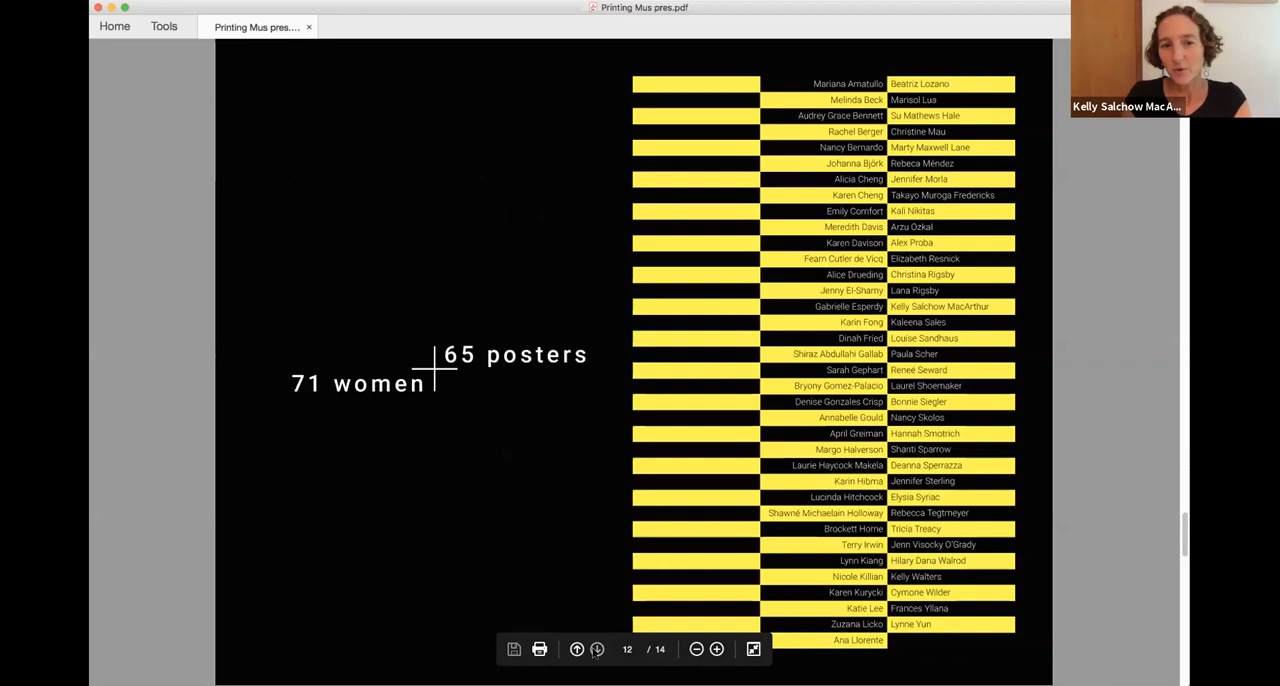 Printing Mus pres.pdf
Home Tools Printing Mus pres.... ×
Kelly Salchow MacA...
71 women
65 posters
Mariana Amatullo Beatriz Lozano
Melinda Beck Marisol Lua
Audrey Grace Bennett Su Mathews Hale
Rachel Berger Christine Mau
Nancy Bernardo Marty Maxwell Lane
Johanna Björk Rebeca Méndez
Alicia Cheng Jennifer Morla
Karen Cheng Takayo Muroga Fredericks
Emily Comfort Kali Nikitas
Meredith Davis Arzu Ozkal
Karen Davison Alex Proba
Fearn Cutler de Vicq Elizabeth Resnick
Alice Drueding Christina Rigsby
Jenny El-Shamy Lana Rigsby
Gabrielle Esperdy Kelly Salchow MacArthur
Karin Fong Kaleena Sales
Dinah Fried Louise Sandhaus
Shiraz Abdullahi Gallab Paula Scher
Sarah Gephart Reneé Seward
Bryony Gomez-Palacio Laurel Shoemaker
Denise Gonzales Crisp Bonnie Siegler
Annabelle Gould Nancy Skolos
April Greiman Hannah Smotrich
Margo Halverson Shanti Sparrow
Laurie Haycock Makela Deanna Sperrazza
Karin Hibma Jennifer Sterling
Lucinda Hitchcock Elysia Syriac
Shawné Michaelain Holloway Rebecca Tegtmeyer
Brockett Horne Tricia Treacy
Terry Irwin Jenn Visocky O'Grady
Lynn Kiang Hilary Dana Walrod
Nicole Killian Kelly Walters
Karen Kurycki Cymone Wilder
Katie Lee Frances Yllana
Zuzana Licko Lynne Yun
Ana Llorente
12 / 14